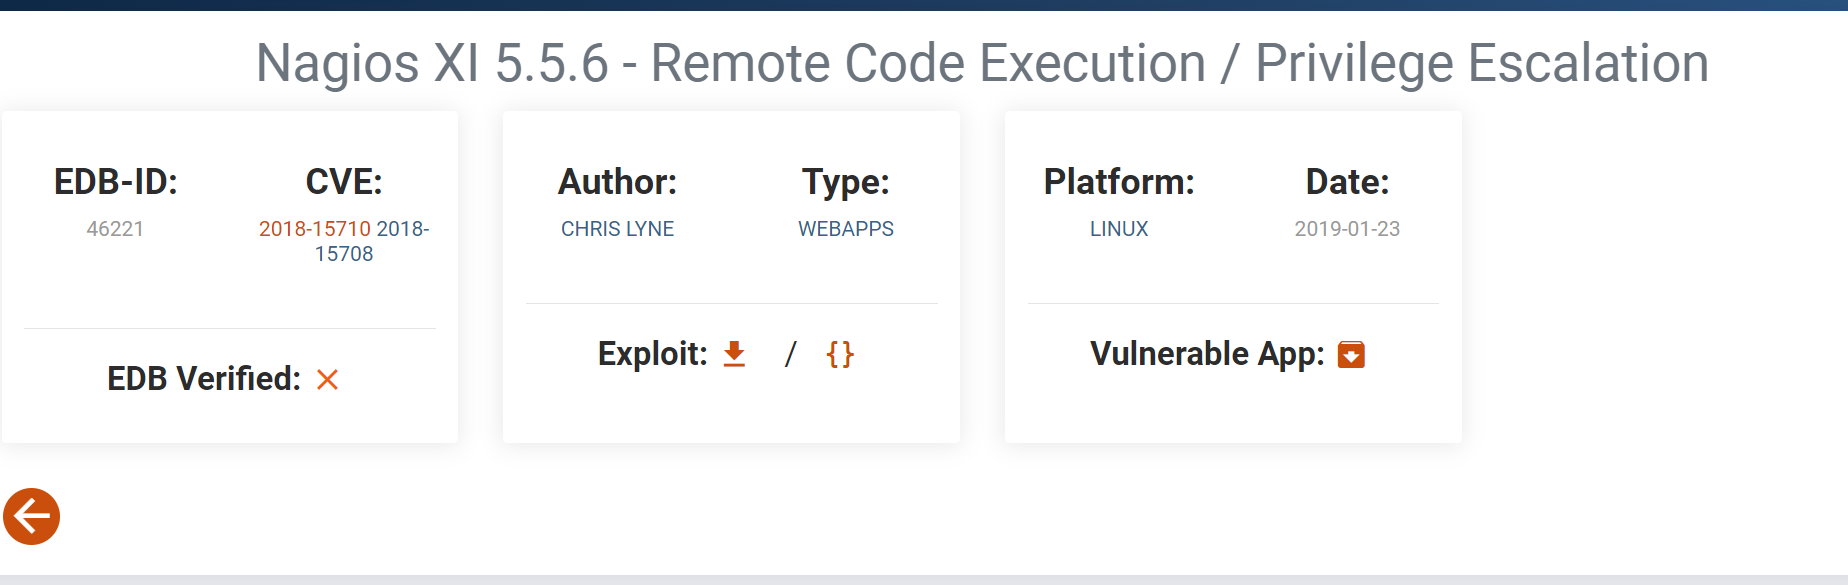 Nagios XI 5.5.6 - Remote Code Execution / Privilege Escalation
EDB-ID:
46221
CVE:
2018-15710 2018-
15708
EDB Verified:
Author:
CHRIS LYNE
Type:
WEBAPPS
Exploit: / {}
Platform:
LINUX
Date:
2019-01-23
Vulnerable App: